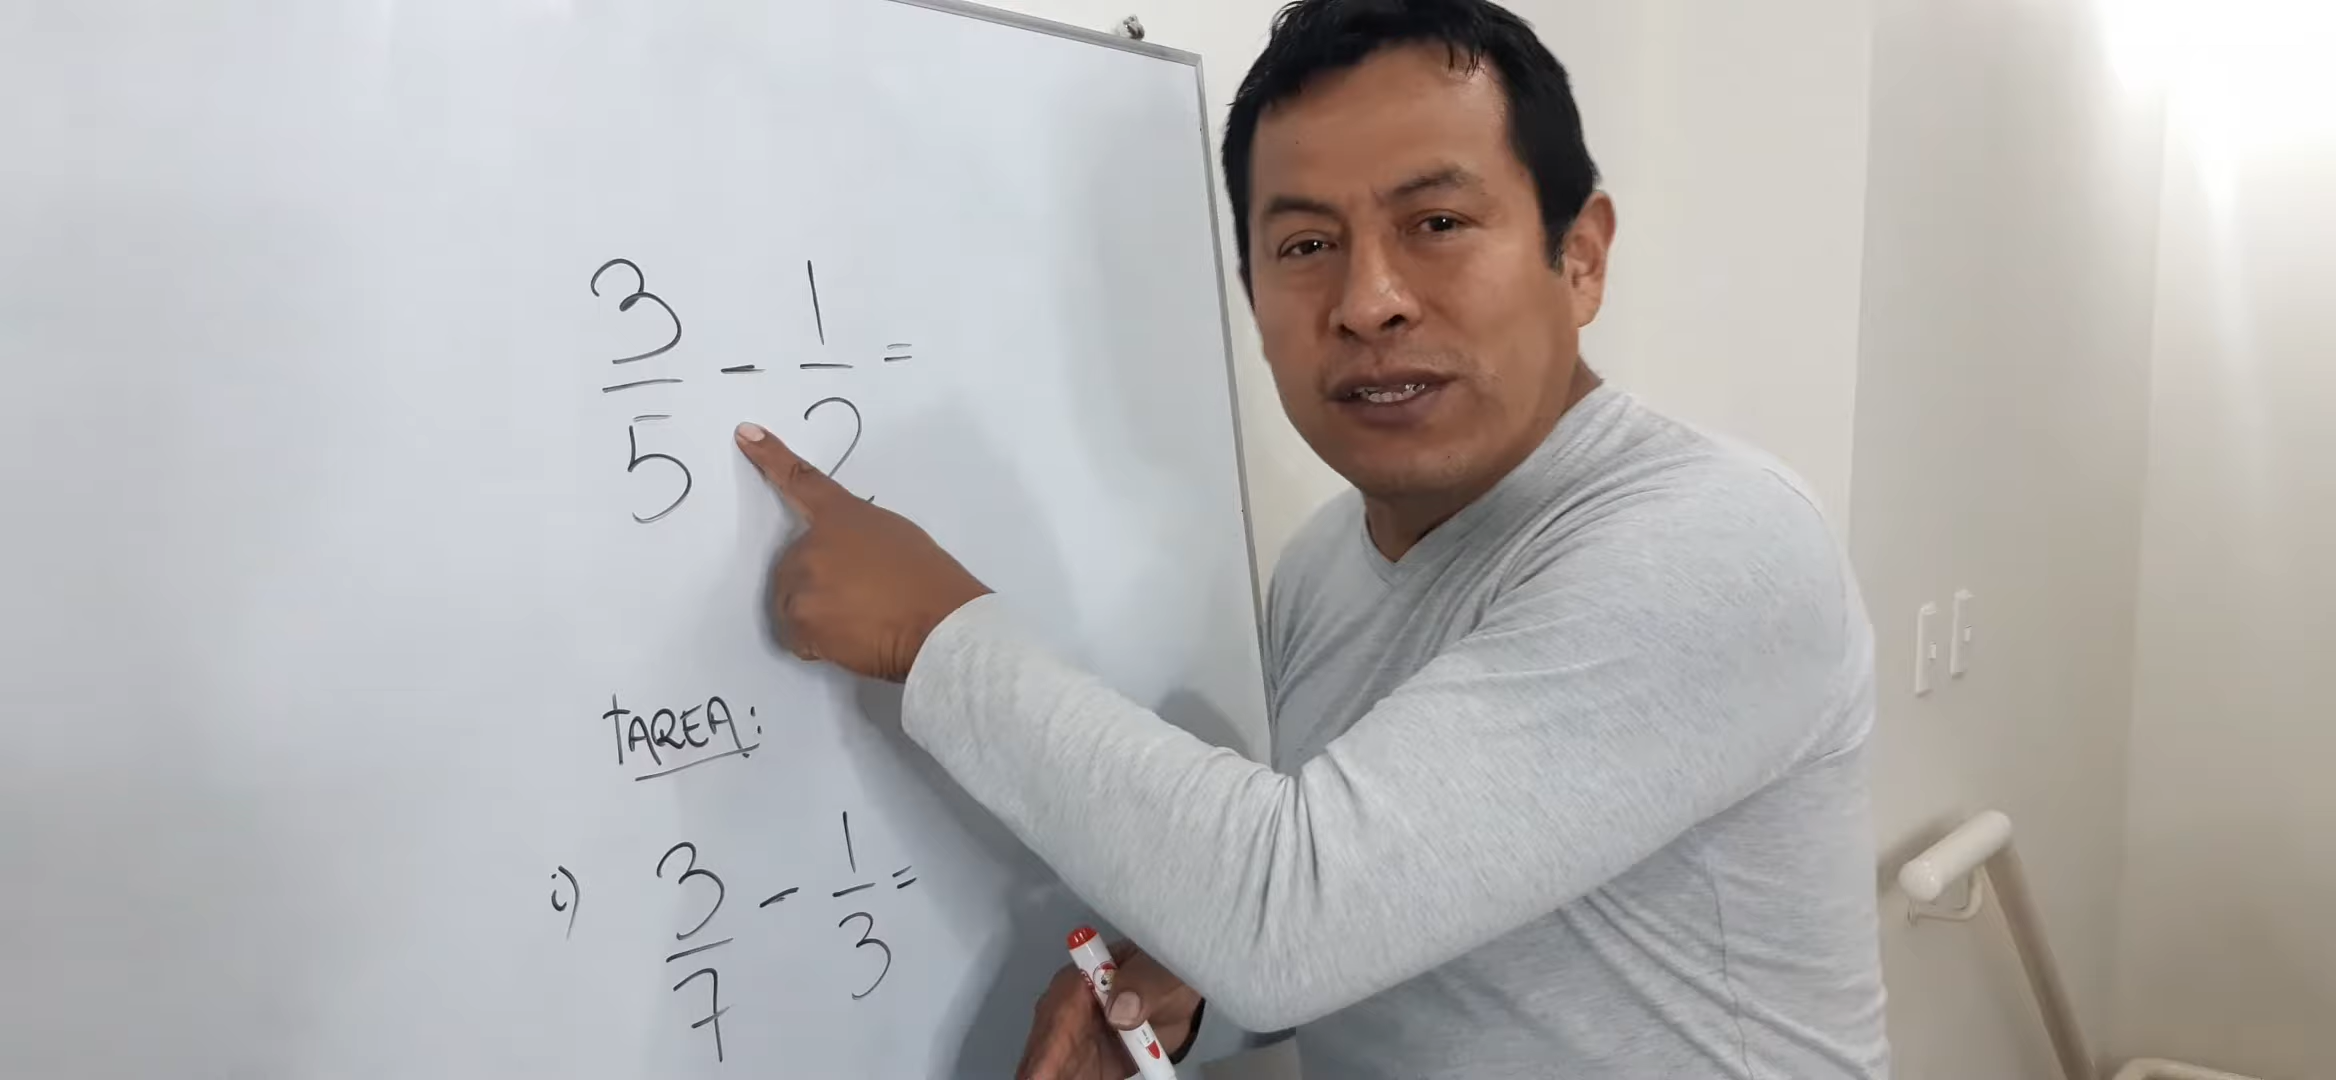 3/5 - 1/2 =
TAREA:
i) 3/7 - 1/3 =